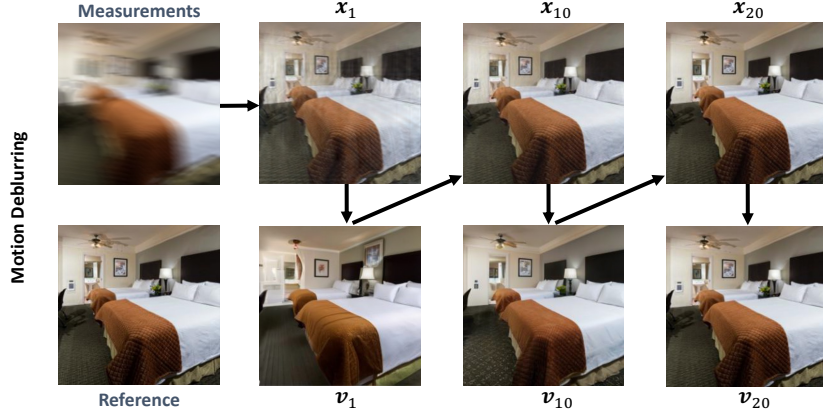 Measurements
x₁
x₁₀
x₂₀
Motion Deblurring
Reference
v₁
v₁₀
v₂₀